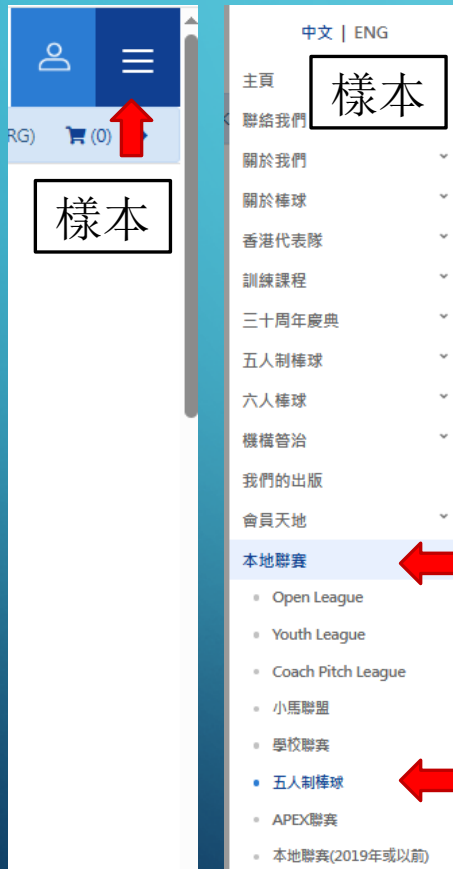 RG) (0)
樣本
中文 | ENG
主頁
樣本
聯絡我們
關於我們
關於棒球
香港代表隊
訓練課程
三十周年慶典
五人制棒球
六人棒球
機構管治
我們的出版
會員天地
本地聯賽
Open League
Youth League
Coach Pitch League
小馬聯盟
學校聯賽
五人制棒球
APEX聯賽
本地聯賽(2019年或以前)